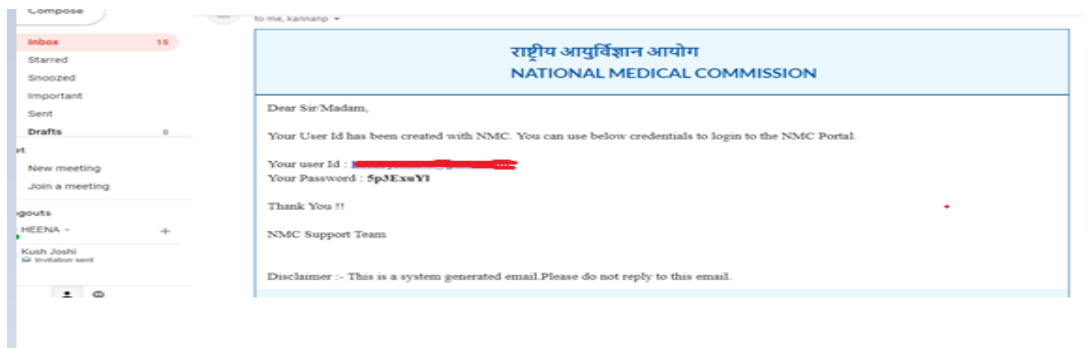 Compose
Inbox 15
Starred
Snoozed
Important
Sent
Drafts 8
et
New meeting
Join a meeting
ngouts
HEENA
Kush Joshi
Invitation sent
to me, kannanp
राष्ट्रीय आयुर्विज्ञान आयोग
NATIONAL MEDICAL COMMISSION
Dear Sir/Madam,
Your User Id has been created with NMC. You can use below credentials to login to the NMC Portal.
Your user Id :
Your Password : 5p3ExuYl
Thank You !!
NMC Support Team
Disclaimer :- This is a system generated email.Please do not reply to this email.